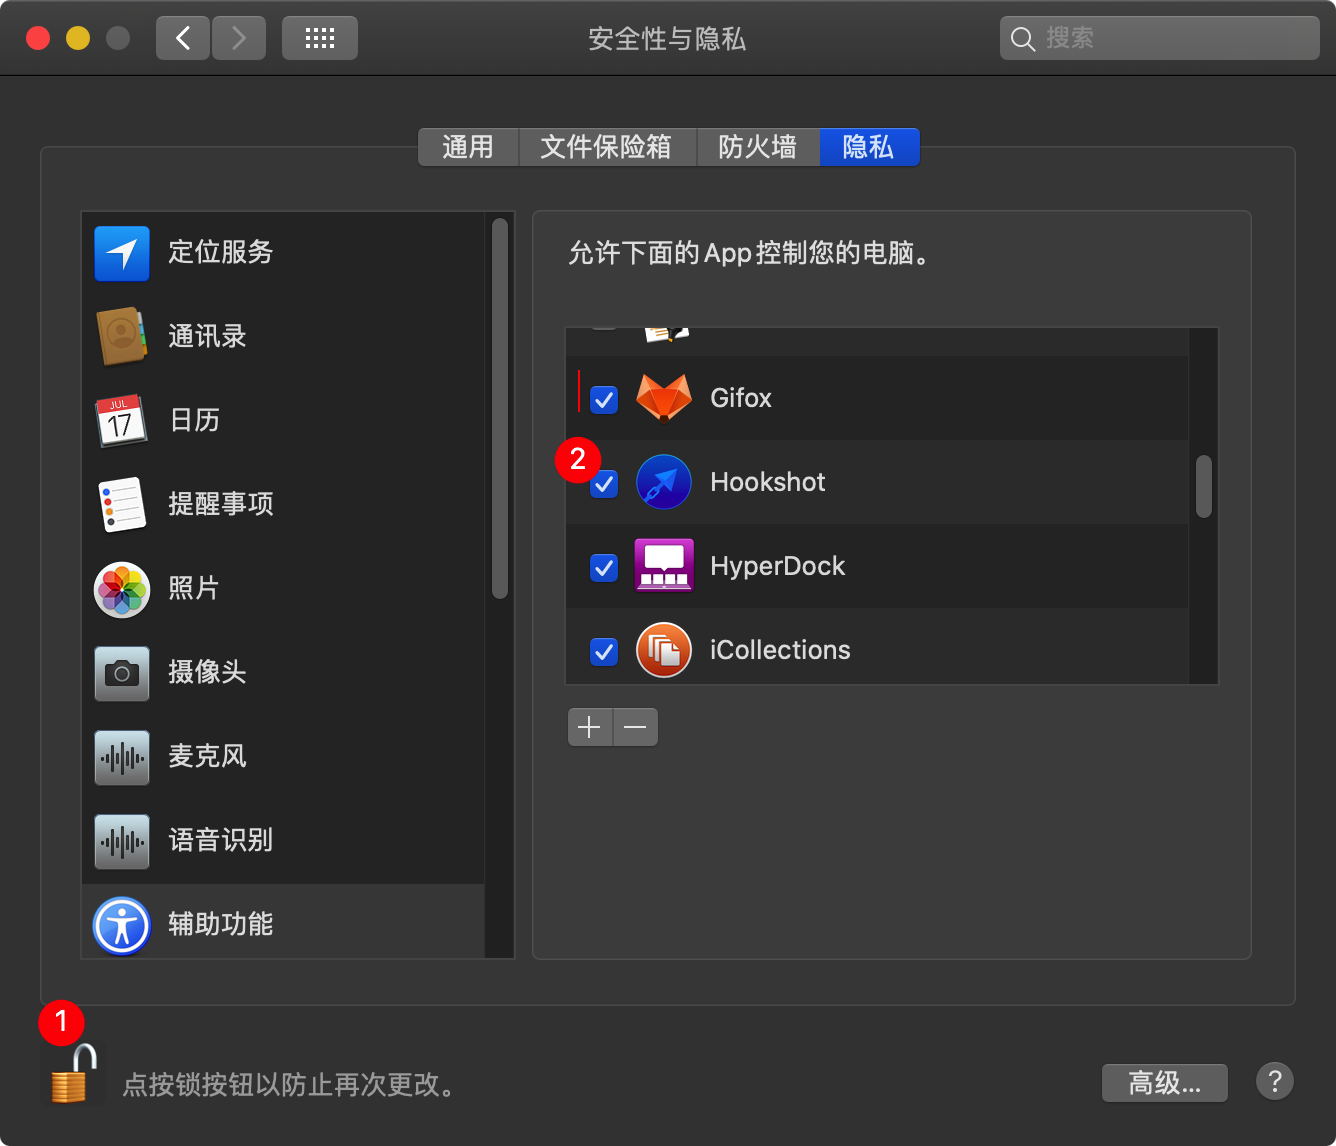 安全性与隐私
搜索
通用 文件保险箱 防火墙 隐私
定位服务
通讯录
JUL
17
日历
提醒事项
照片
摄像头
麦克风
语音识别
辅助功能
允许下面的App控制您的电脑。
Gifox
2
Hookshot
HyperDock
iCollections
1
点按锁按钮以防止再次更改。
高级...
?